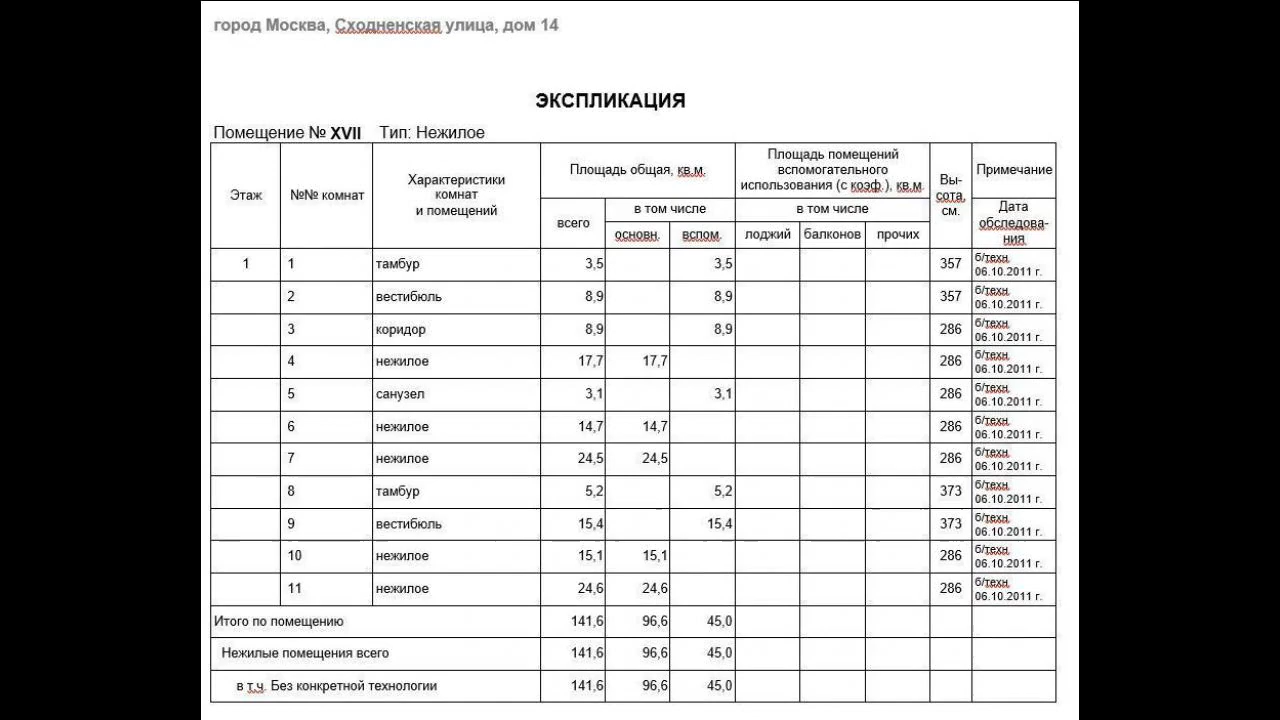 город Москва, Сходненская улица, дом 14
ЭКСПЛИКАЦИЯ
Помещение № XVII Тип: Нежилое
Этаж
№№ комнат
Характеристики
комнат
и помещений
Площадь общая, кв.м.
всего
в том числе
основн. вспом.
Площадь помещений
вспомогательного
использования (с коэф.), кв.м.
в том числе
лоджий балконов прочих
Вы-
сота,
см.
Примечание
Дата
обследова-
ния
1 1 тамбур 3,5 3,5 357 б/техн.
06.10.2011 г.
2 вестибюль 8,9 8,9 357 б/техн.
06.10.2011 г.
3 коридор 8,9 8,9 286 б/техн.
06.10.2011 г.
4 нежилое 17,7 17,7 286 б/техн.
06.10.2011 г.
5 санузел 3,1 3,1 286 б/техн.
06.10.2011 г.
6 нежилое 14,7 14,7 286 б/техн.
06.10.2011 г.
7 нежилое 24,5 24,5 286 б/техн.
06.10.2011 г.
8 тамбур 5,2 5,2 373 б/техн.
06.10.2011 г.
9 вестибюль 15,4 15,4 373 б/техн.
06.10.2011 г.
10 нежилое 15,1 15,1 286 б/техн.
06.10.2011 г.
11 нежилое 24,6 24,6 286 б/техн.
06.10.2011 г.
Итого по помещению 141,6 96,6 45,0
Нежилые помещения всего 141,6 96,6 45,0
в т.ч. Без конкретной технологии 141,6 96,6 45,0